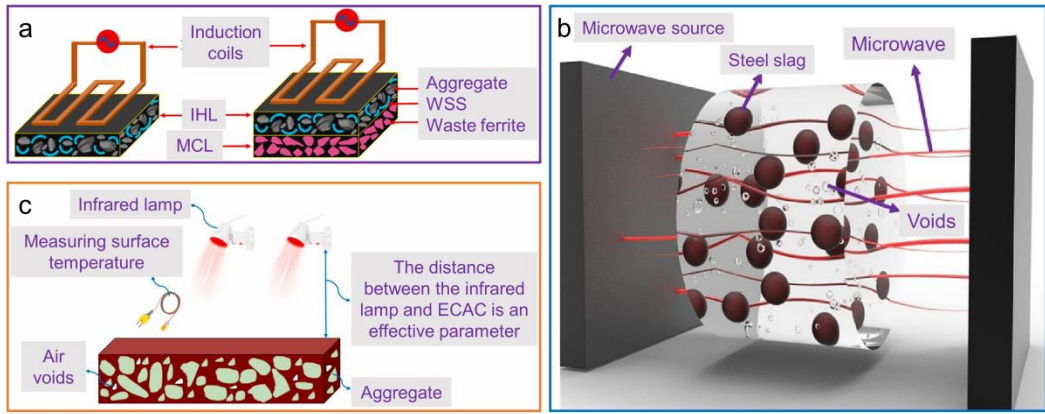 a
Induction
coils
IHL
MCL
Aggregate
WSS
Waste ferrite
b
Microwave source
Steel slag
Microwave
Voids
c
Infrared lamp
Measuring surface
temperature
The distance
between the infrared
lamp and ECAC is an
effective parameter
Air
voids
Aggregate